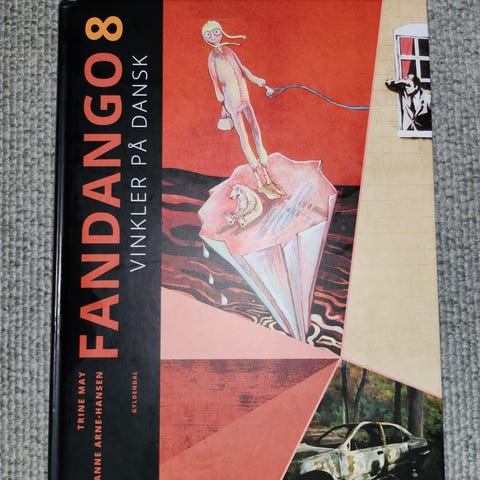 FANDANGO 8
VINKLER PÅ DANSK
TRINE MAY
ANNE ARNE-HANSEN
GYLDENDAL